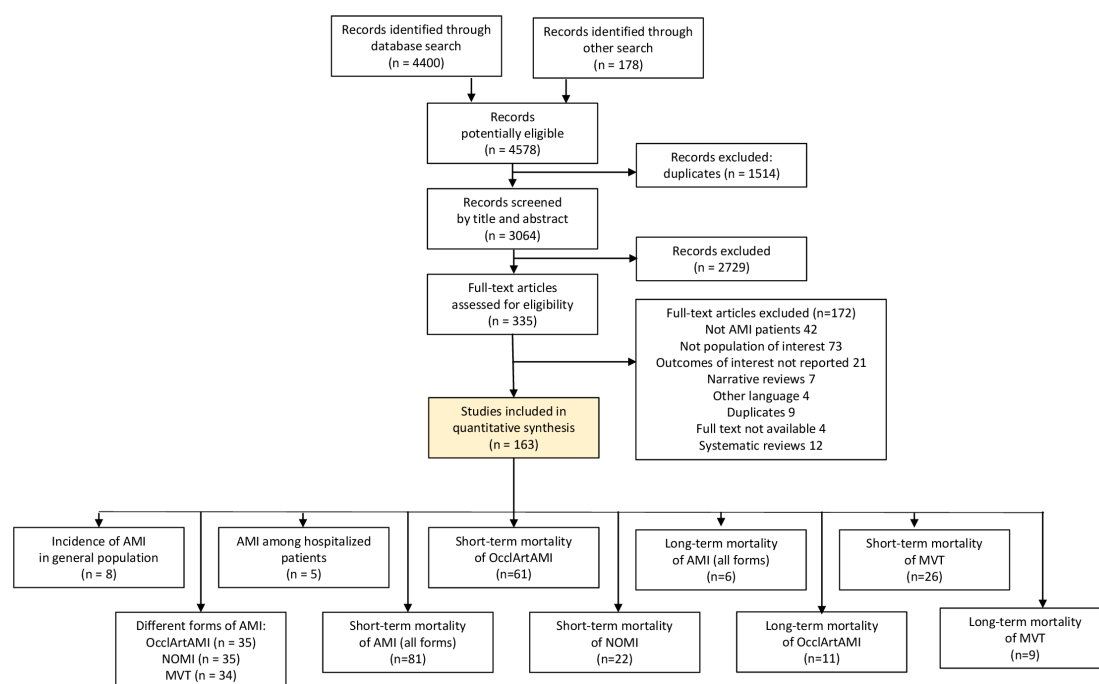 Records identified through
database search
(n = 4400)
Records identified through
other search
(n = 178)
Records
potentially eligible
(n = 4578)
Records excluded:
duplicates (n = 1514)
Records screened
by title and abstract
(n = 3064)
Records excluded
(n = 2729)
Full-text articles
assessed for eligibility
(n = 335)
Full-text articles excluded (n=172)
Not AMI patients 42
Not population of interest 73
Outcomes of interest not reported 21
Narrative reviews 7
Other language 4
Duplicates 9
Full text not available 4
Systematic reviews 12
Studies included in
quantitative synthesis
(n = 163)
Incidence of AMI
in general population
(n = 8)
AMI among hospitalized
patients
(n = 5)
Short-term mortality
of OcclArtAMI
(n=61)
Long-term mortality
of AMI (all forms)
(n=6)
Short-term mortality
of MVT
(n=26)
Different forms of AMI:
OcclArtAMI (n = 35)
NOMI (n = 35)
MVT (n = 34)
Short-term mortality
of AMI (all forms)
(n=81)
Short-term mortality
of NOMI
(n=22)
Long-term mortality
of OcclArtAMI
(n=11)
Long-term mortality
of MVT
(n=9)